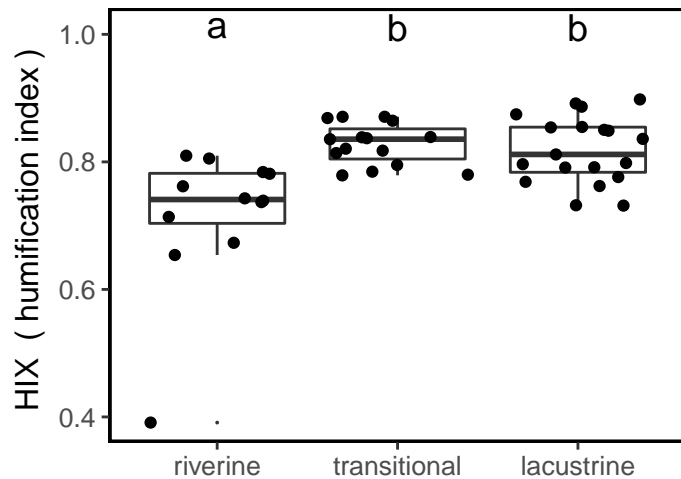 HIX ( humification index )
1.0
0.8
0.6
0.4
a b b
riverine transitional lacustrine